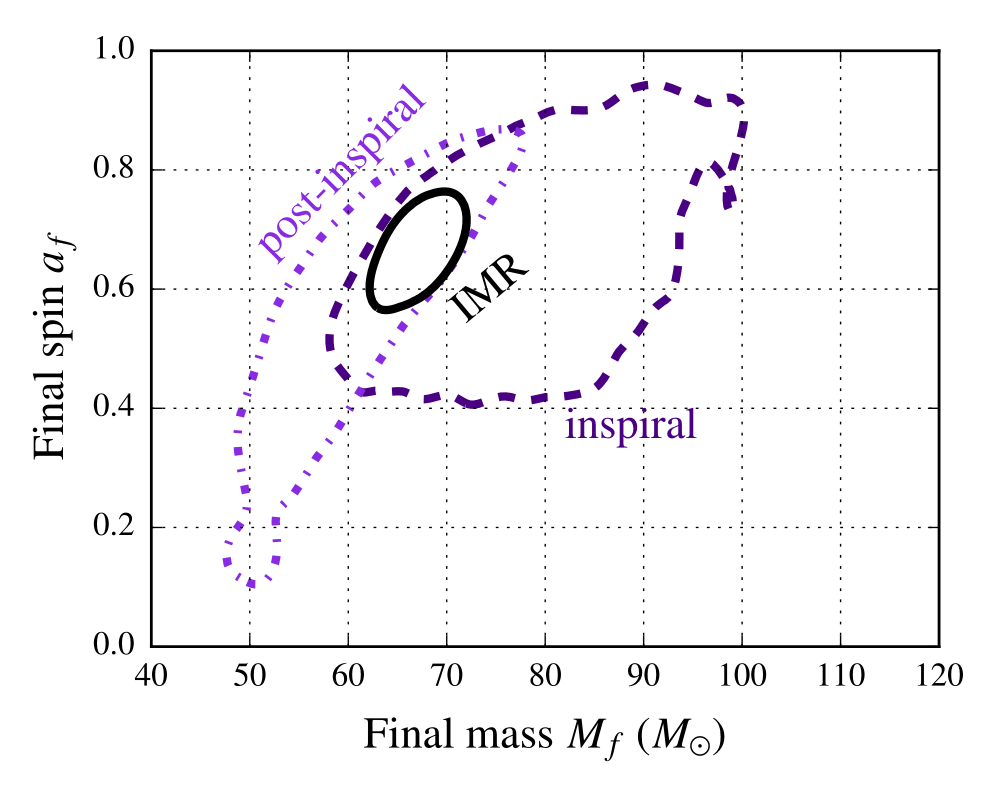 1.0
0.8
0.6
0.4
0.2
0.0
Final spin a_f
post-inspiral
IMR
inspiral
40 50 60 70 80 90 100 110 120
Final mass M_f (M_⊙)